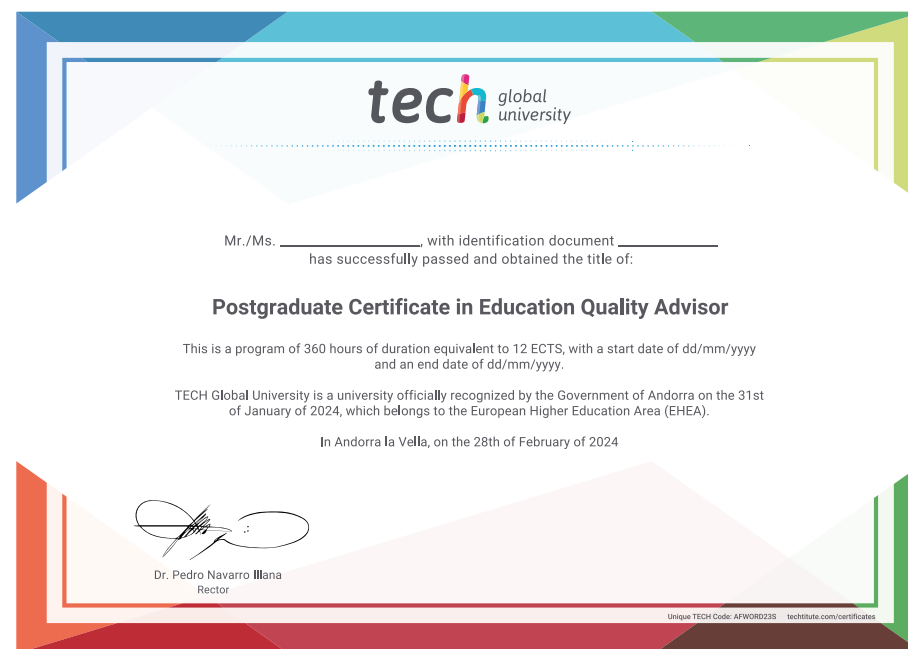 tech global university
Mr./Ms. ____________________, with identification document ______________
has successfully passed and obtained the title of:
Postgraduate Certificate in Education Quality Advisor
This is a program of 360 hours of duration equivalent to 12 ECTS, with a start date of dd/mm/yyyy
and an end date of dd/mm/yyyy.
TECH Global University is a university officially recognized by the Government of Andorra on the 31st
of January of 2024, which belongs to the European Higher Education Area (EHEA).
In Andorra la Vella, on the 28th of February of 2024
Dr. Pedro Navarro Illana
Rector
Unique TECH Code: AFWORD23S techtitute.com/certificates